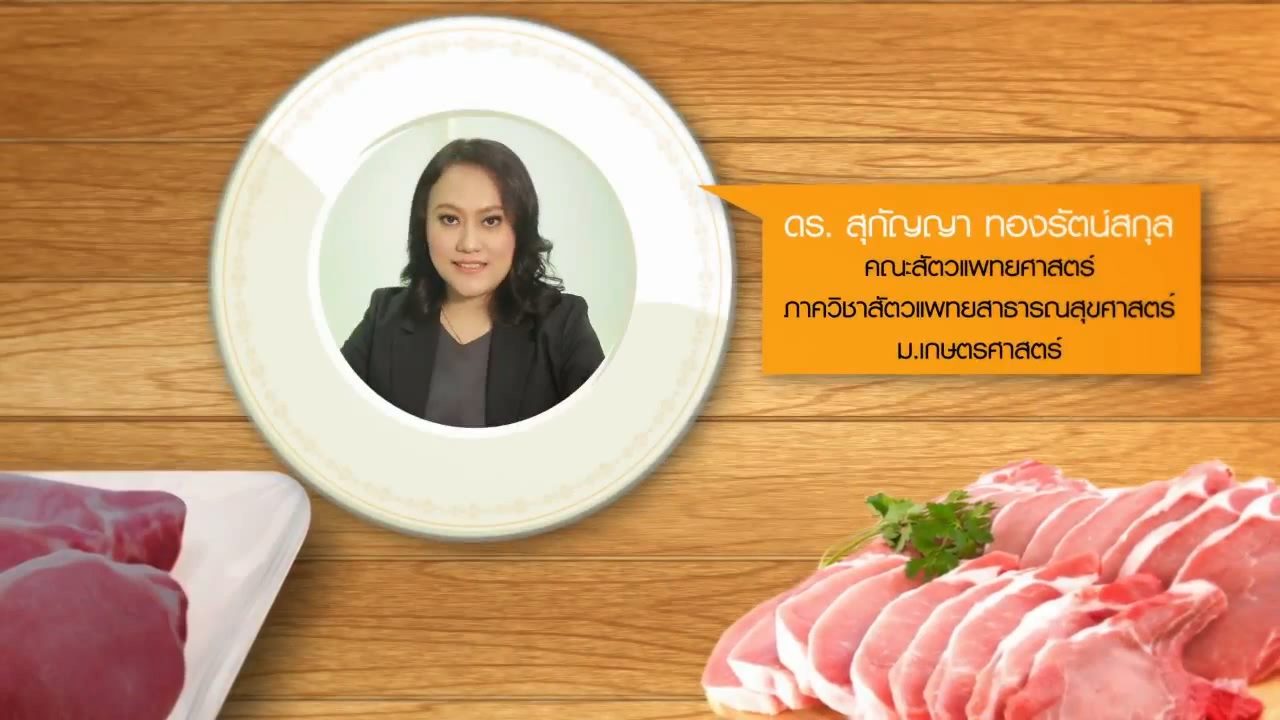 ดร. สุกัญญา ทองรัตน์สกุล
คณะสัตวแพทยศาสตร์
ภาควิชาสัตวแพทยสาธารณสุขศาสตร์
ม.เกษตรศาสตร์